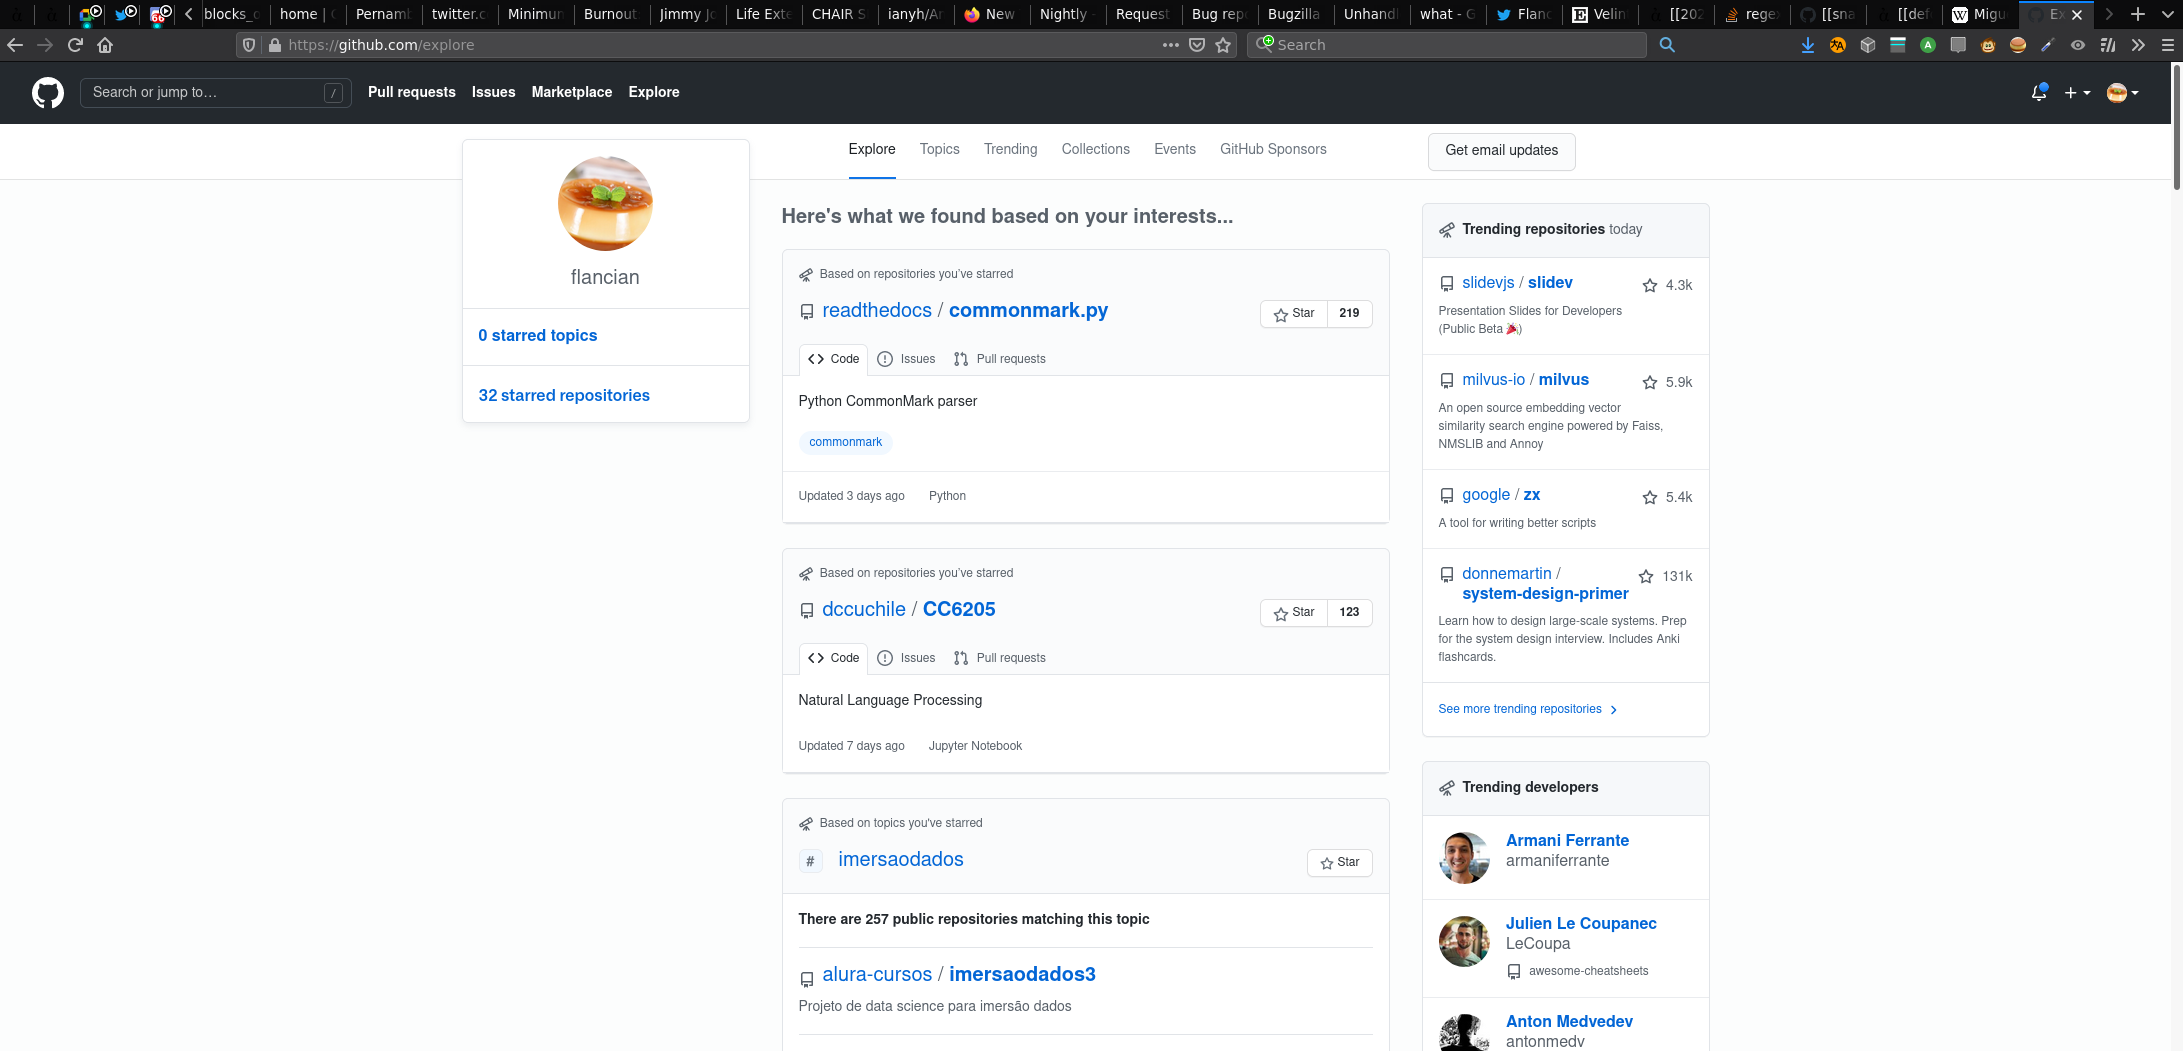 blocks_
home |
Pernamb
twitter.c
Minimum
Burnout
Jimmy Jo
Life Exte
CHAIR S
ianyh/Am
New
Nightly
Request
Bug repo
Bugzilla
Unhandl
what - G
Flanc
Velin
[[202
regex
[[sna
[[def
Migu
Ex
https://github.com/explore
Search
Search or jump to…
/
Pull requests
Issues
Marketplace
Explore
Explore
Topics
Trending
Collections
Events
GitHub Sponsors
Get email updates
flancian
0 starred topics
32 starred repositories
Here's what we found based on your interests...
Based on repositories you've starred
readthedocs / commonmark.py
Star 219
Code Issues Pull requests
Python CommonMark parser
commonmark
Updated 3 days ago Python
Based on repositories you've starred
dccuchile / CC6205
Star 123
Code Issues Pull requests
Natural Language Processing
Updated 7 days ago Jupyter Notebook
Based on topics you've starred
# imersaodados
Star
There are 257 public repositories matching this topic
alura-cursos / imersaodados3
Projeto de data science para imersão dados
Trending repositories today
slidevjs / slidev 4.3k
Presentation Slides for Developers
(Public Beta 🎉)
milvus-io / milvus 5.9k
An open source embedding vector
similarity search engine powered by Faiss,
NMSLIB and Annoy
google / zx 5.4k
A tool for writing better scripts
donnemartin / 131k
system-design-primer
Learn how to design large-scale systems. Prep
for the system design interview. Includes Anki
flashcards.
See more trending repositories
Trending developers
Armani Ferrante
armaniferrante
Julien Le Coupanec
LeCoupa
awesome-cheatsheets
Anton Medvedev
antonmedv